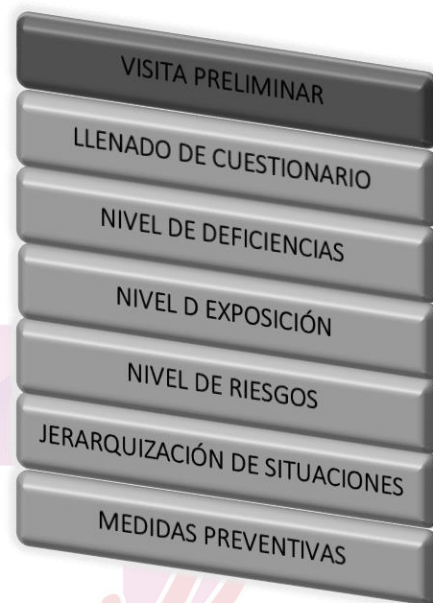 VISITA PRELIMINAR
LLENADO DE CUESTIONARIO
NIVEL DE DEFICIENCIAS
NIVEL D EXPOSICIÓN
NIVEL DE RIESGOS
JERARQUIZACIÓN DE SITUACIONES
MEDIDAS PREVENTIVAS